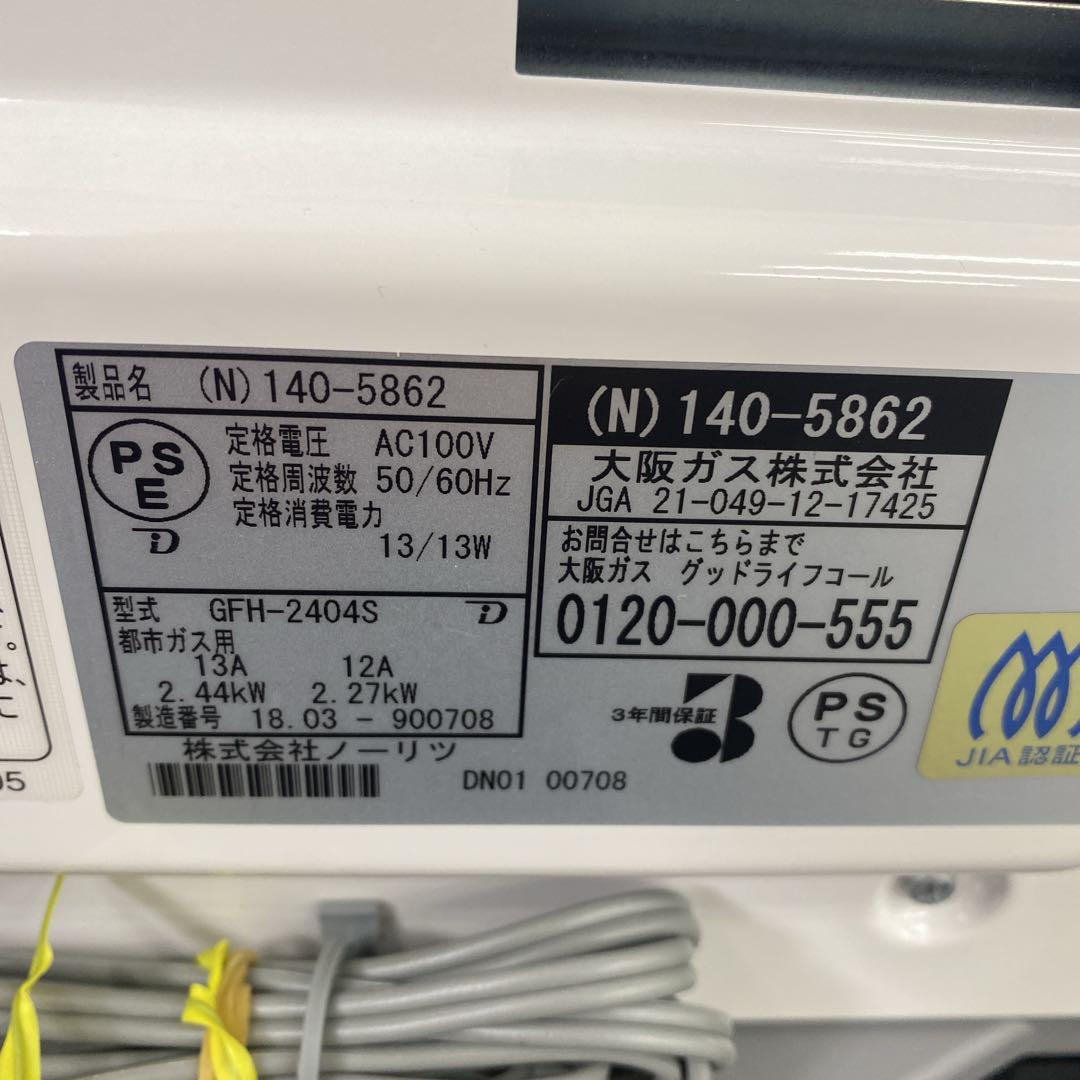 製品名 (N)140-5862
PS
E
定格電圧 AC100V
定格周波数 50/60Hz
定格消費電力
13/13W
型式 GFH-2404S
都市ガス用
13A 12A
2.44kW 2.27kW
製造番号 18.03-900708
株式会社ノーリツ
DN01 00708
(N)140-5862
大阪ガス株式会社
JGA 21-049-12-17425
お問合せはこちらまで
大阪ガス グッドライフコール
0120-000-555
3年間保証
PS
TG
JIA認証